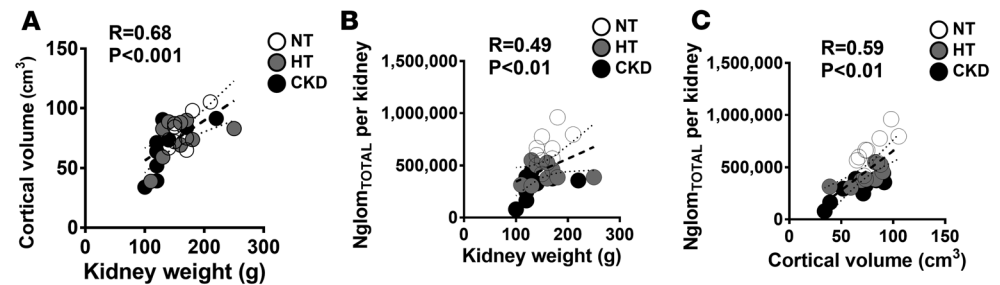 A
R=0.68
P<0.001
NT
HT
CKD
Cortical volume (cm³)
150
100
50
0
0 100 200 300
Kidney weight (g)
B
R=0.49
P<0.01
NT
HT
CKD
NglomTOTAL per kidney
1,500,000
1,000,000
500,000
0
0 100 200 300
Kidney weight (g)
C
R=0.59
P<0.01
NT
HT
CKD
NglomTOTAL per kidney
1,500,000
1,000,000
500,000
0
0 50 100 150
Cortical volume (cm³)